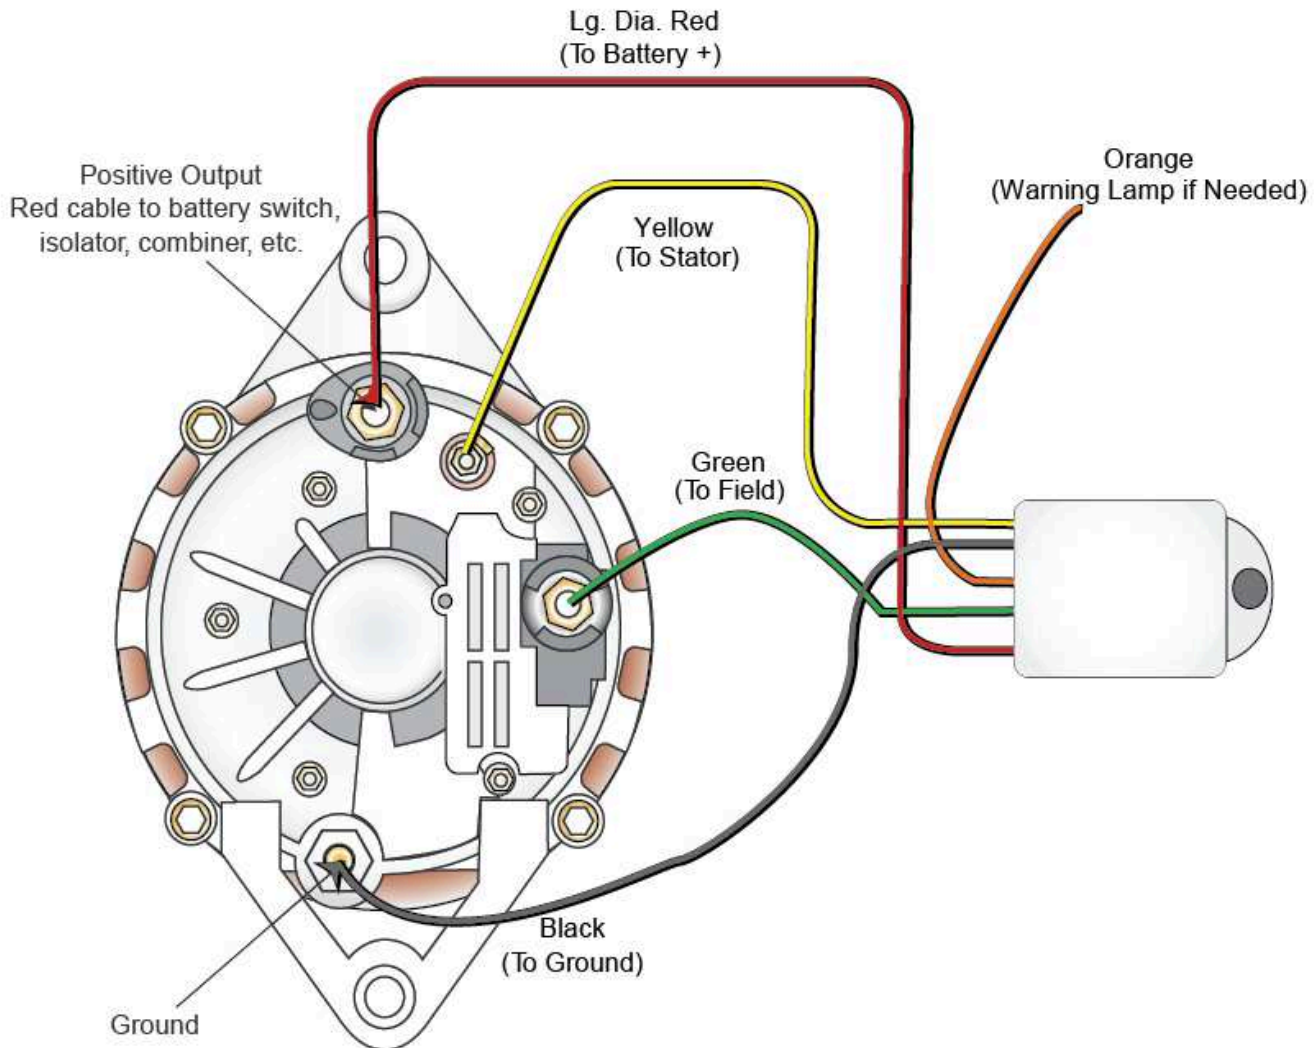 Lg. Dia. Red
(To Battery +)
Orange
(Warning Lamp if Needed)
Positive Output
Red cable to battery switch,
isolator, combiner, etc.
Yellow
(To Stator)
Green
(To Field)
Black
(To Ground)
Ground